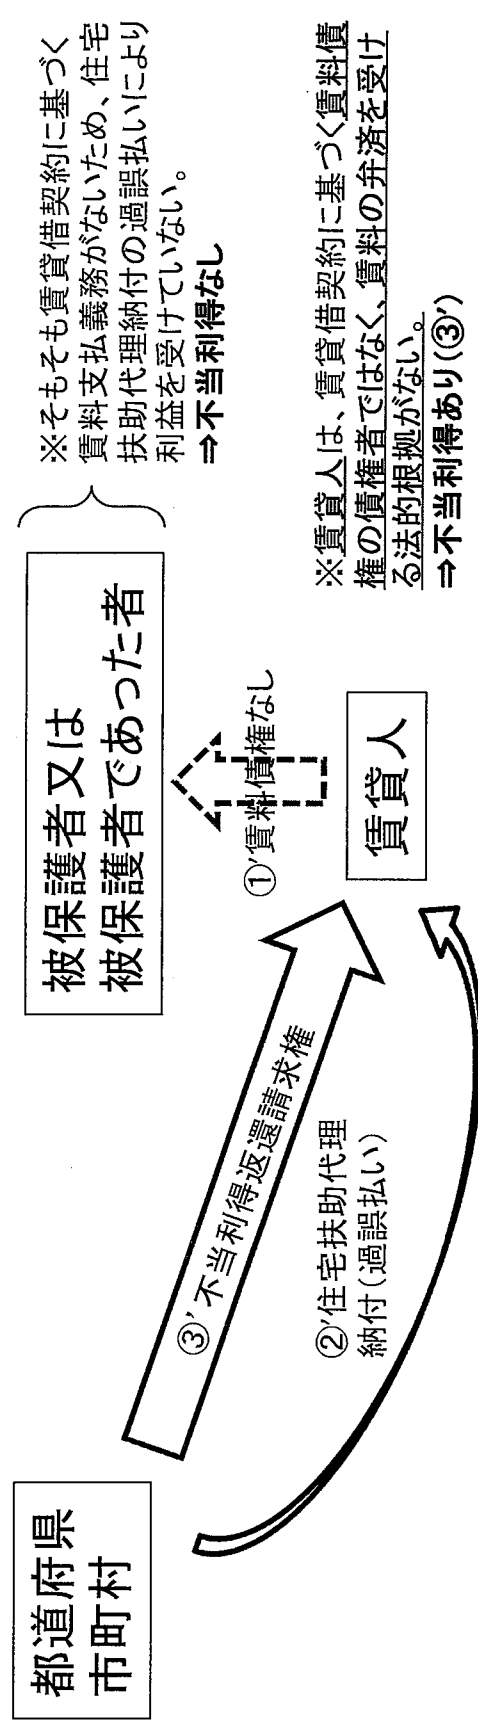 都道府県
市町村
被保護者又は
被保護者であった者
※そもそも賃貸借契約に基づく
賃料支払義務がないため、住宅
扶助代理納付の過誤払いにより
利益を受けていない。
⇒不当利得なし
③’不当利得返還請求権
①’賃料債権なし
②’住宅扶助代理
納付(過誤払い)
賃貸人
※賃貸人は、賃貸借契約に基づく賃料債
権の債権者ではなく、賃料の弁済を受け
る法的根拠がない。
⇒不当利得あり(③’)